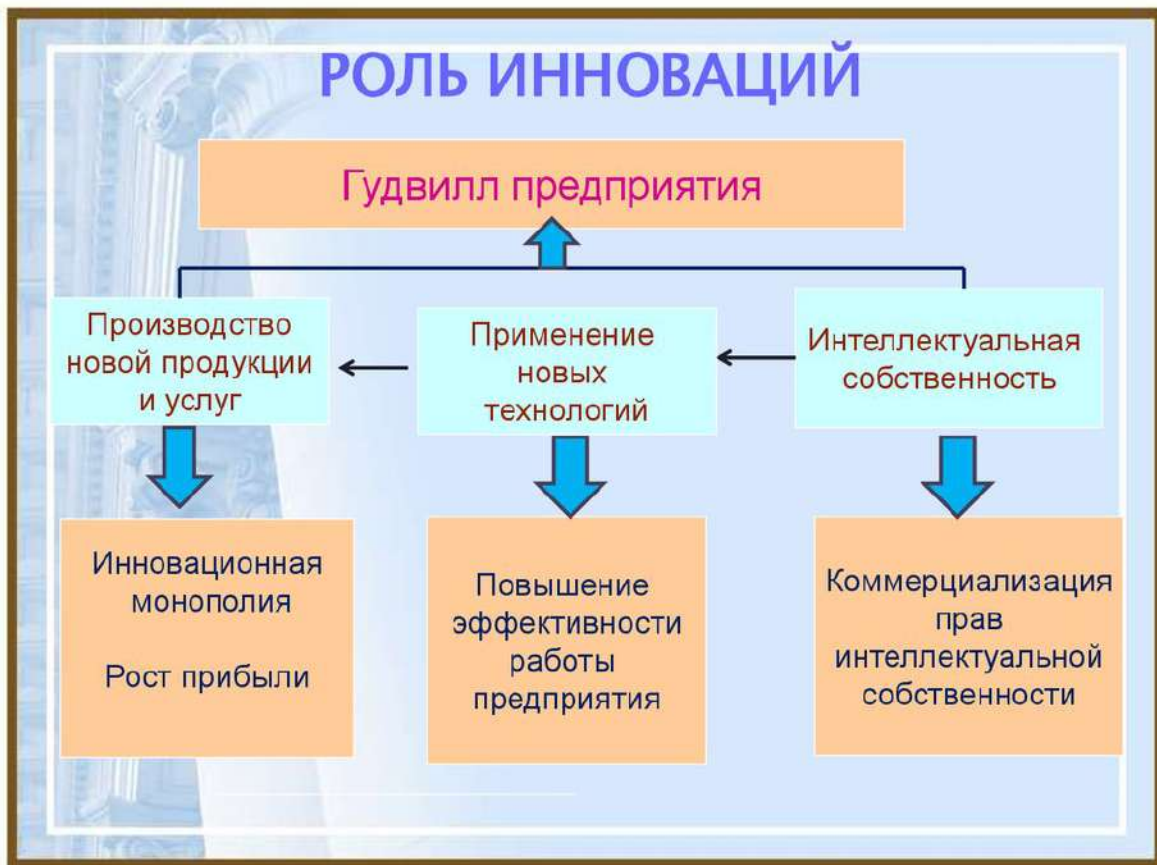 РОЛЬ ИННОВАЦИЙ
Гудвилл предприятия
Производство
новой продукции
и услуг
Применение
новых
технологий
Интеллектуальная
собственность
Инновационная
монополия
Рост прибыли
Повышение
эффективности
работы
предприятия
Коммерциализация
прав
интеллектуальной
собственности